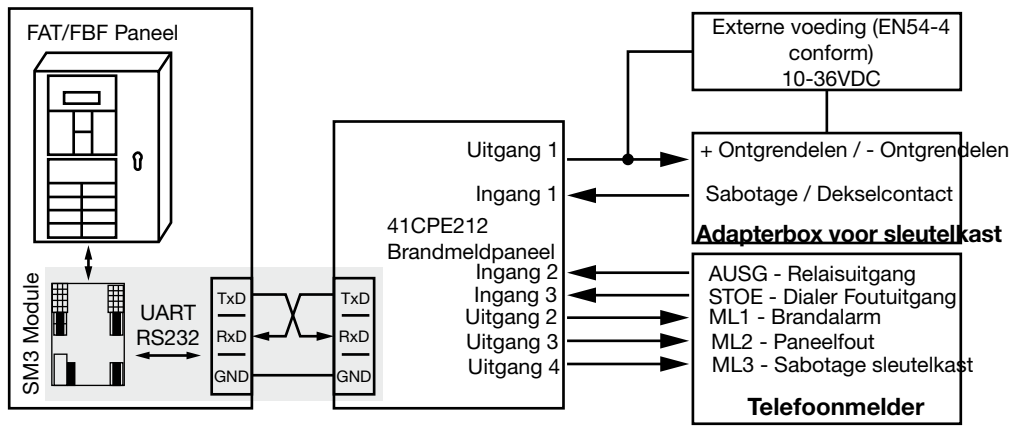 FAT/FBF Paneel
SM3 Module
UART
RS232
TxD
RxD
GND
TxD
RxD
GND
41CPE212
Brandmeldpaneel
Uitgang 1
Ingang 1
Ingang 2
Ingang 3
Uitgang 2
Uitgang 3
Uitgang 4
Externe voeding (EN54-4
conform)
10-36VDC
+ Ontgrendelen / - Ontgrendelen
Sabotage / Dekselcontact
Adapterbox voor sleutelkast
AUSG - Relaisuitgang
STOE - Dialer Foutuitgang
ML1 - Brandalarm
ML2 - Paneelfout
ML3 - Sabotage sleutelkast
Telefoonmelder